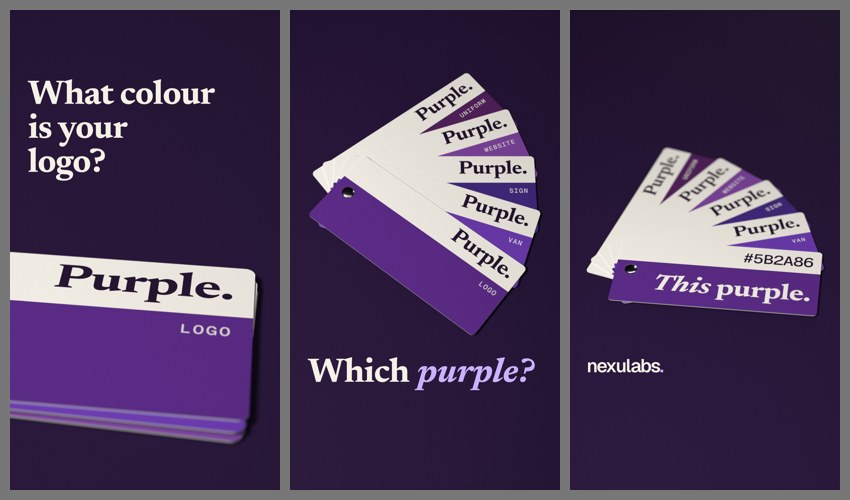 What colour
is your
logo?
Purple.
LOGO
Purple.
UNIFORM
Purple.
WEBSITE
Purple.
SIGN
Purple.
VAN
Purple.
LOGO
Which purple?
Purple.
UNIFORM
Purple.
WEBSITE
Purple.
SIGN
Purple.
VAN
#5B2A86
This purple.
nexulabs.